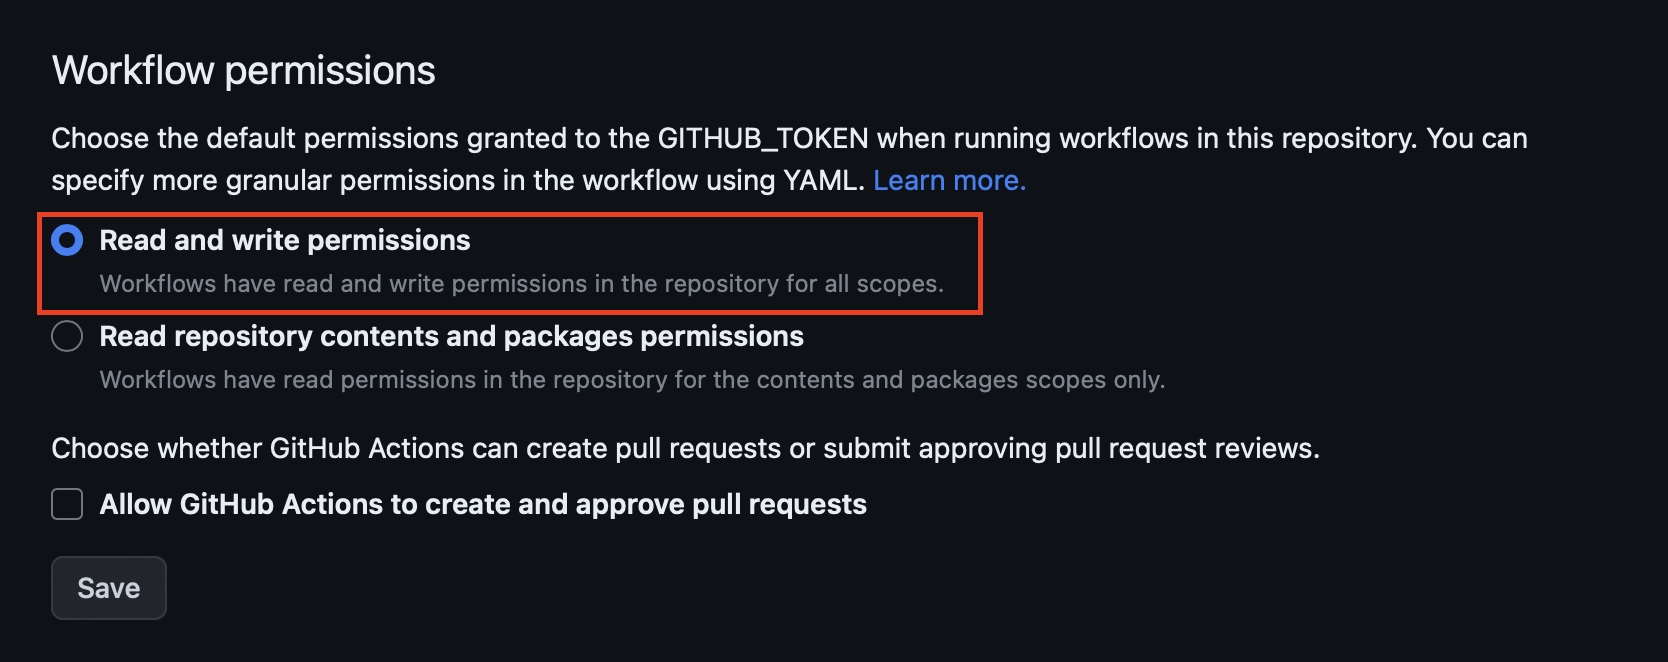 Workflow permissions
Choose the default permissions granted to the GITHUB_TOKEN when running workflows in this repository. You can
specify more granular permissions in the workflow using YAML. Learn more.
Read and write permissions
Workflows have read and write permissions in the repository for all scopes.
Read repository contents and packages permissions
Workflows have read permissions in the repository for the contents and packages scopes only.
Choose whether GitHub Actions can create pull requests or submit approving pull request reviews.
Allow GitHub Actions to create and approve pull requests
Save